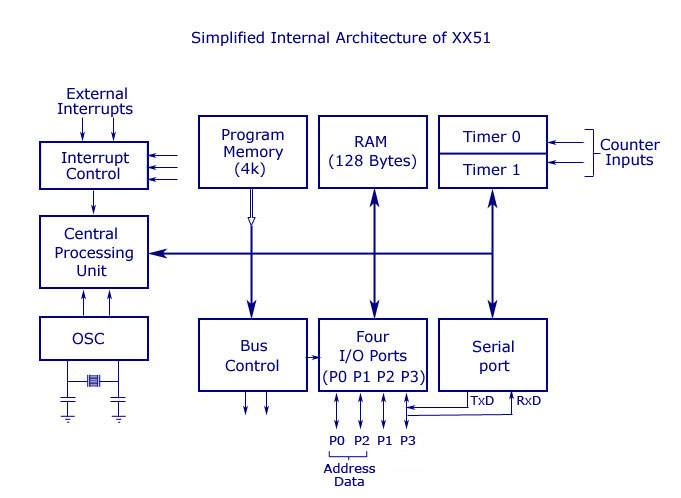 Simplified Internal Architecture of XX51
External
Interrupts
Interrupt
Control
Program
Memory
(4k)
RAM
(128 Bytes)
Timer 0
Timer 1
Counter
Inputs
Central
Processing
Unit
OSC
Bus
Control
Four
I/O Ports
(P0 P1 P2 P3)
Serial
port
TxD
RxD
P0 P2 P1 P3
Address
Data